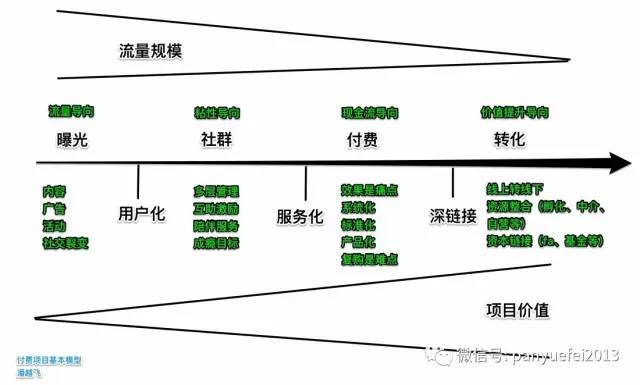 流量规模
流量导向
粘性导向
现金流导向
价值提升导向
曝光
社群
付费
转化
用户化
服务化
深链接
内容
广告
活动
社交裂变
多层管理
互助激励
陪伴服务
成瘾目标
效果是痛点
系统化
标准化
产品化
复购是难点
线上转线下
资源整合（孵化、中介、
自营等）
资本链接（fa、基金等）
项目价值
付费项目基本模型
潘越飞
微信号: panyuefei2013